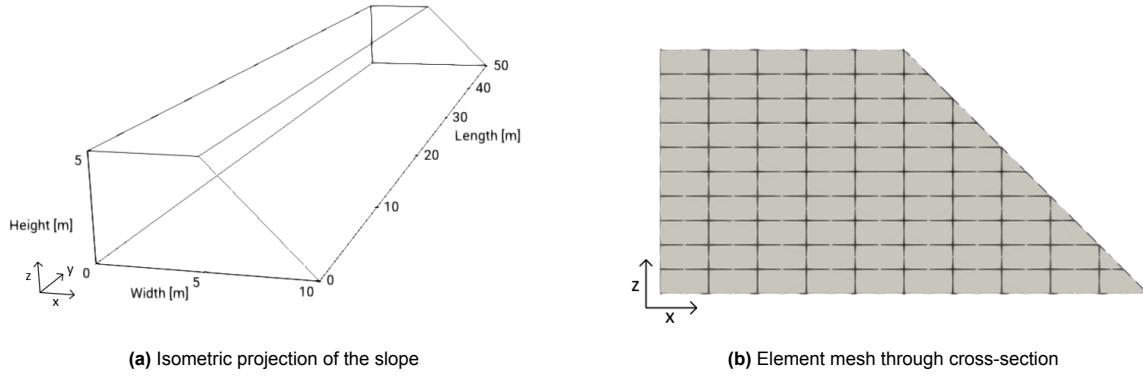 50
40
30
Length [m]
20
10
5
Height [m]
z
y
x
0
5
Width [m]
10
0
z
x
(a) Isometric projection of the slope
(b) Element mesh through cross-section